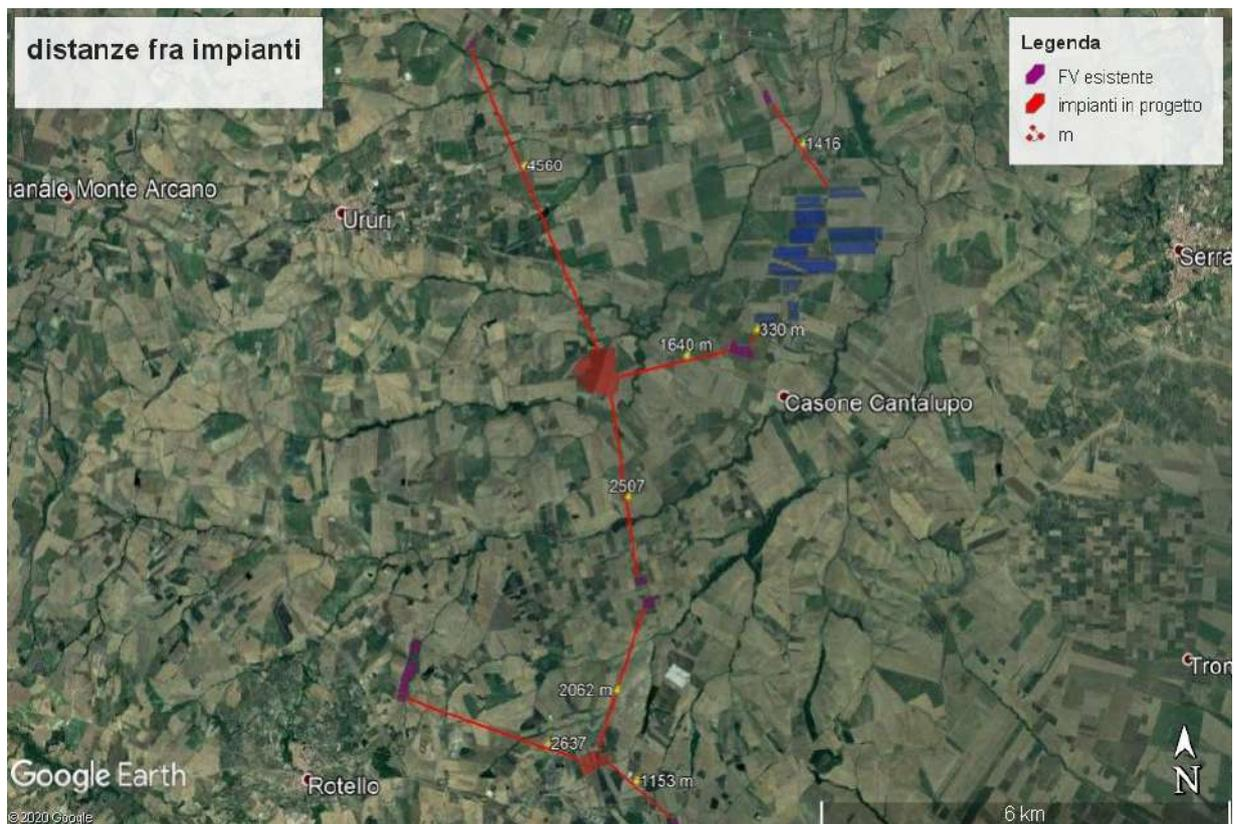 distanze fra impianti
Legenda
FV esistente
impianti in progetto
m
1416
4560
ianale Monte Arcano
Ururi
Serra
330 m
1640 m
Casone Cantalupo
2507
Tron
2062 m
2637
1153 m
Google Earth
Rotello
N
6 km
© 2020 Google